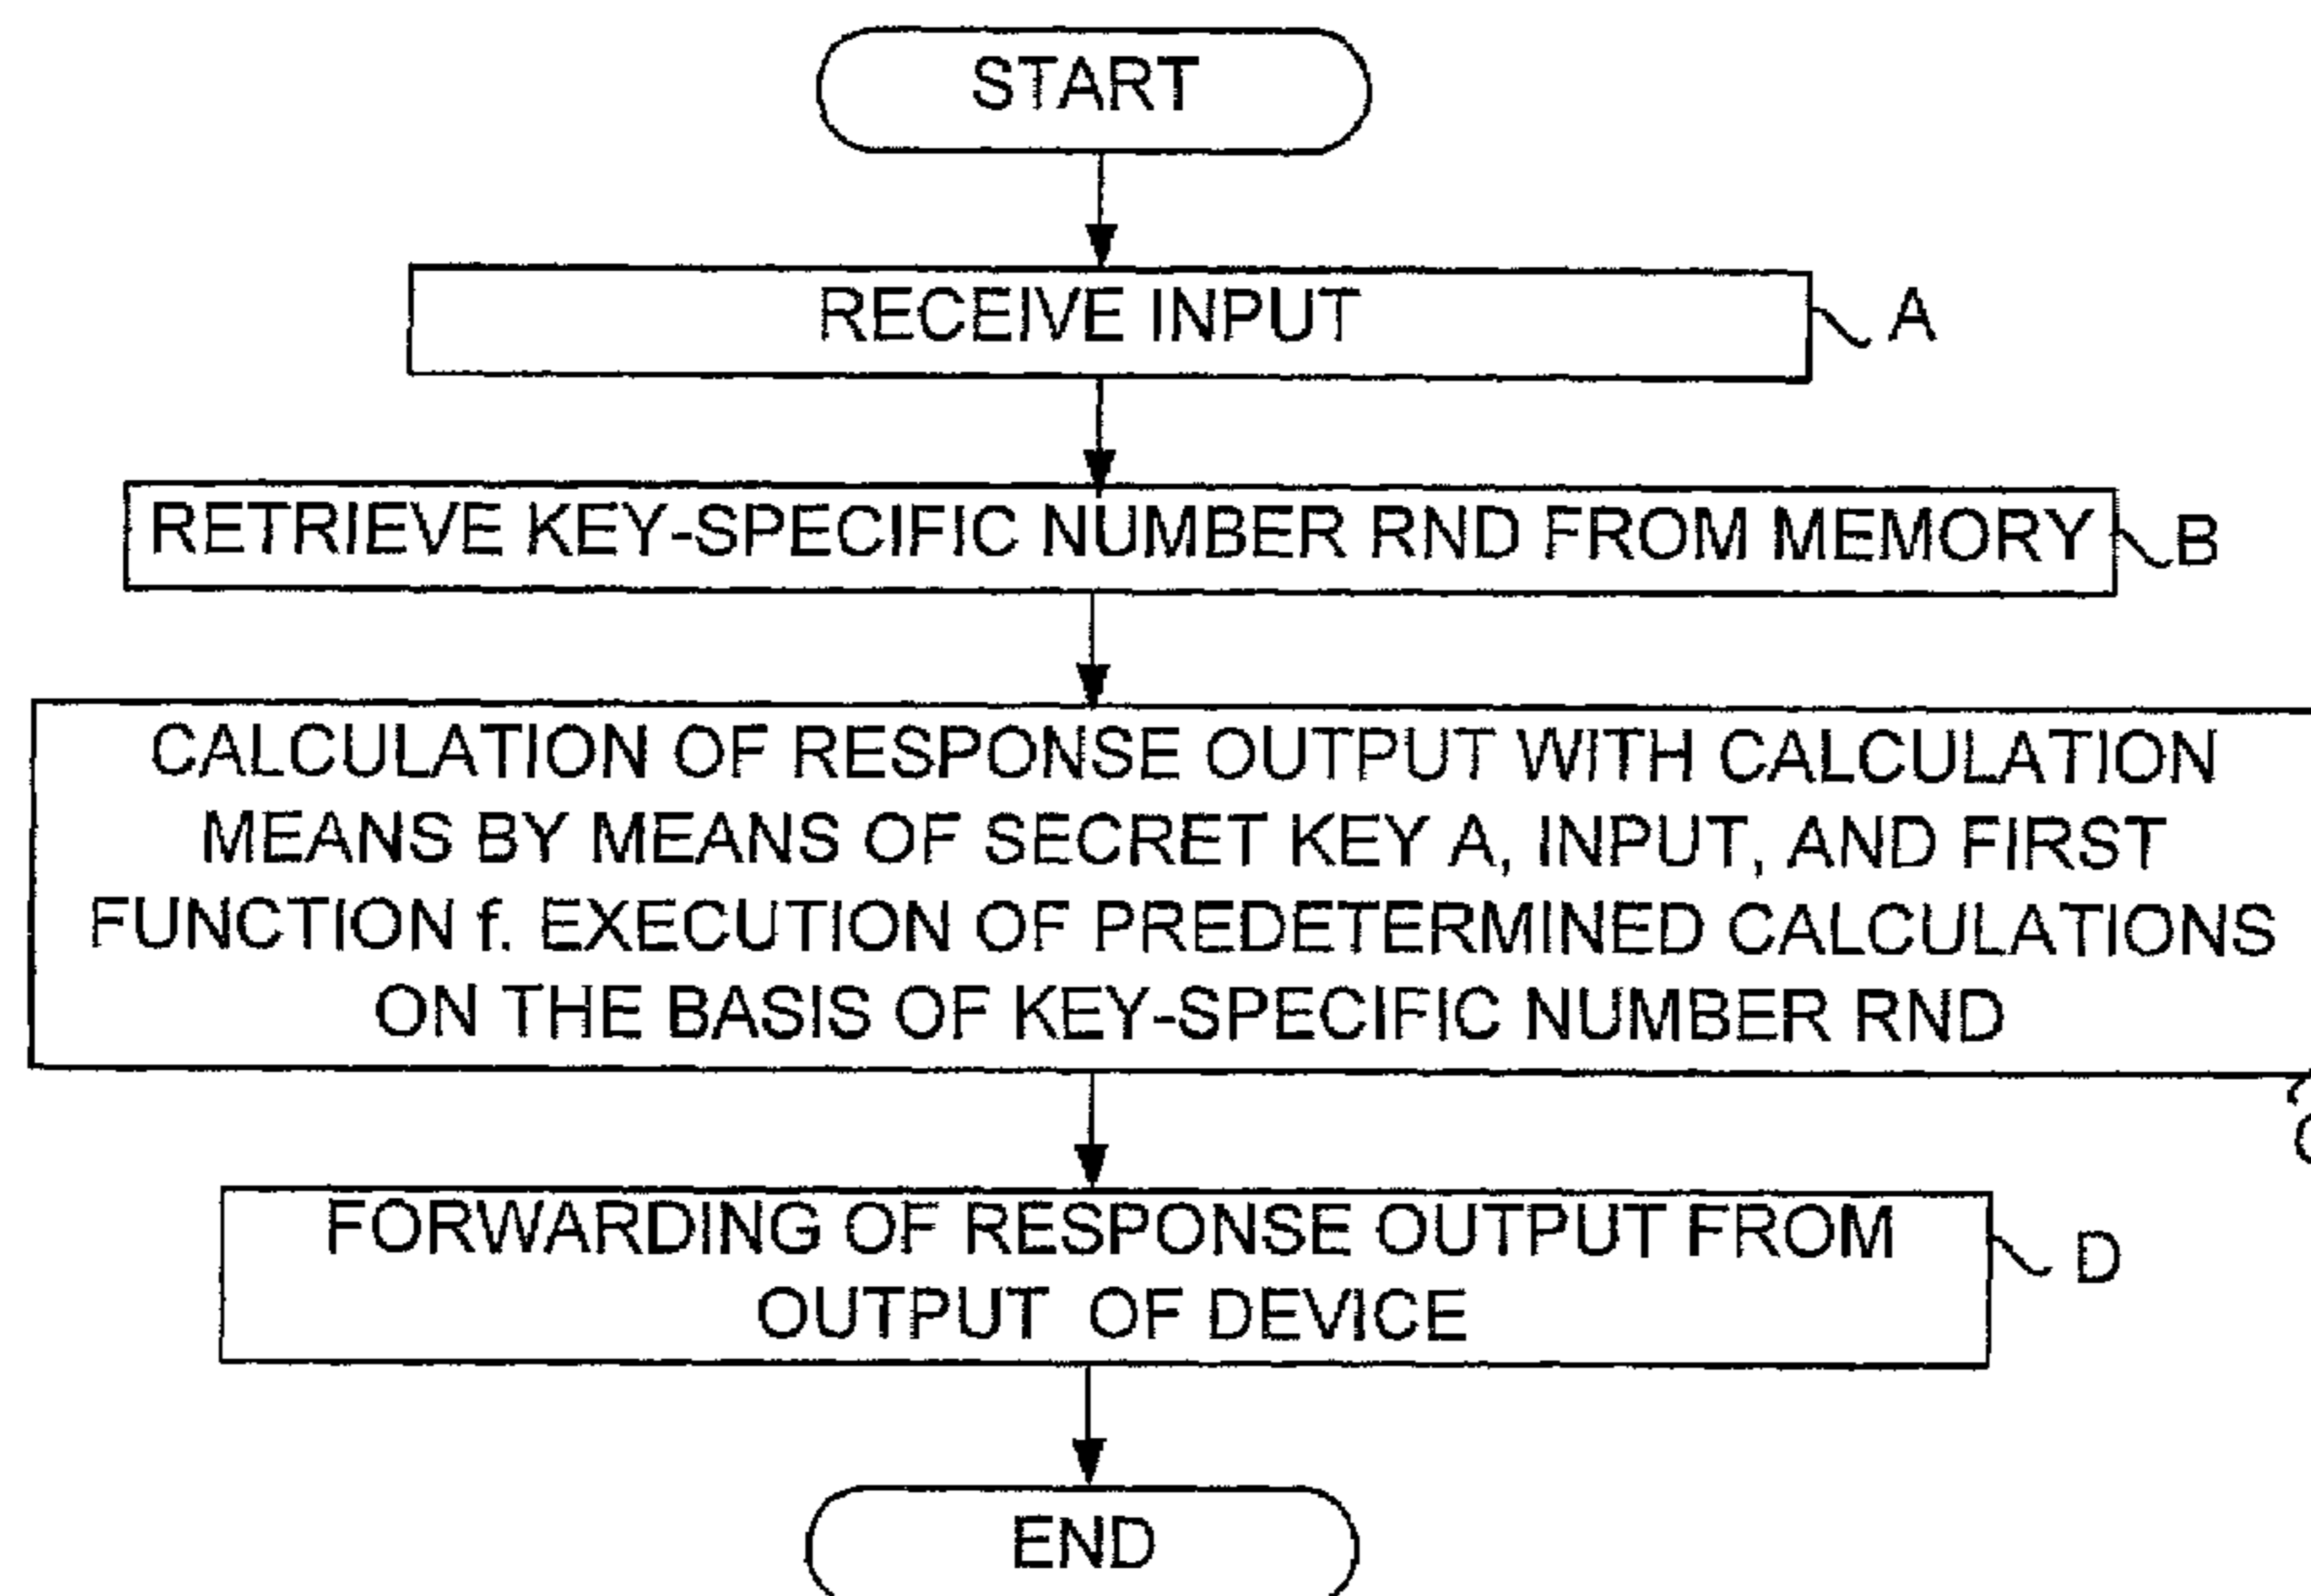 START
RECEIVE INPUT
A
RETRIEVE KEY-SPECIFIC NUMBER RND FROM MEMORY
B
CALCULATION OF RESPONSE OUTPUT WITH CALCULATION
MEANS BY MEANS OF SECRET KEY A, INPUT, AND FIRST
FUNCTION f. EXECUTION OF PREDETERMINED CALCULATIONS
ON THE BASIS OF KEY-SPECIFIC NUMBER RND
FORWARDING OF RESPONSE OUTPUT FROM
OUTPUT OF DEVICE
D
END